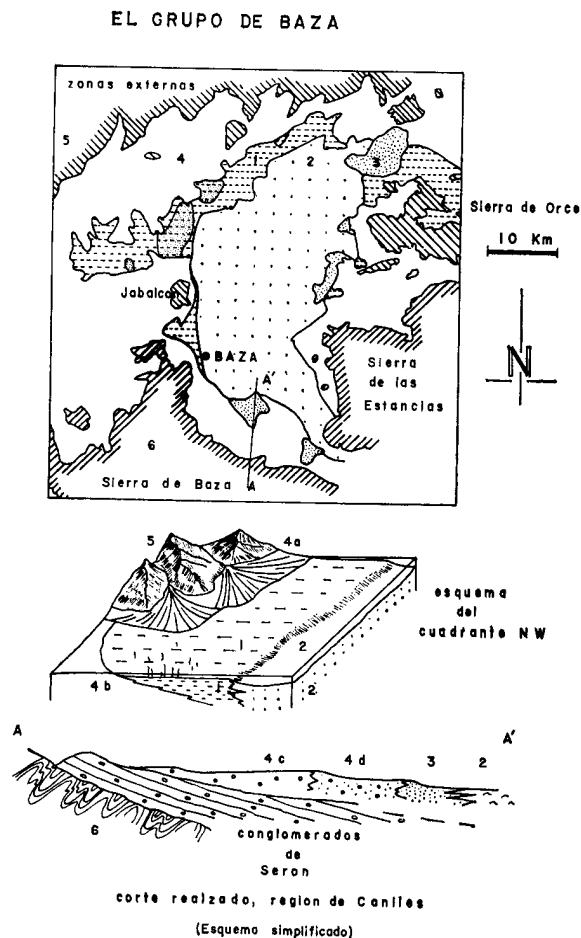 EL GRUPO DE BAZA
zonas externas
5
4
1
2
3
Sierra de Orce
10 Km
Jabalcón
BAZA
A'
N
Sierra
de las
Estancias
6
Sierra de Baza
A
5
4a
esquema
del
cuadrante NW
1
2
4b
1
2
A
A'
4c
4d
3
2
6
conglomerados
de
Seron
corte realzado, region de Caniles
(Esquema simplificado)